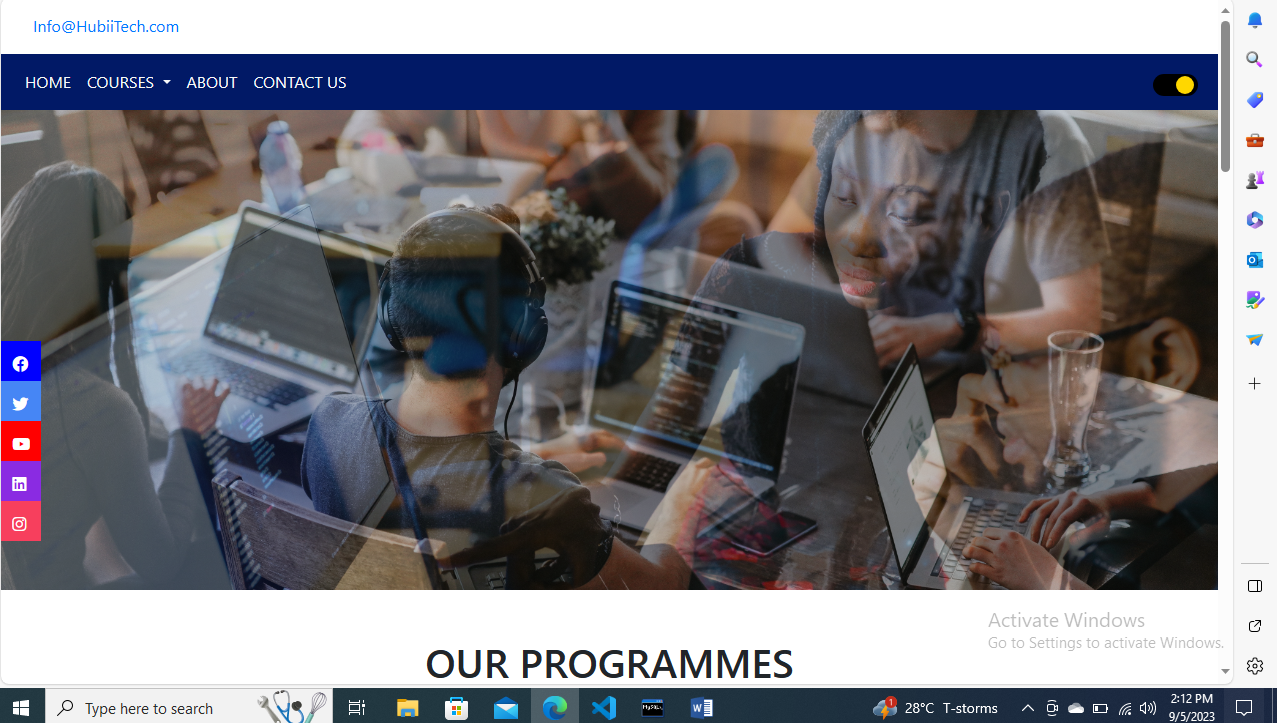 Info@HubiiTech.com
HOME COURSES ABOUT CONTACT US
OUR PROGRAMMES
Activate Windows
Go to Settings to activate Windows.
Type here to search
1
28°C T-storms
2:12 PM
9/5/2023